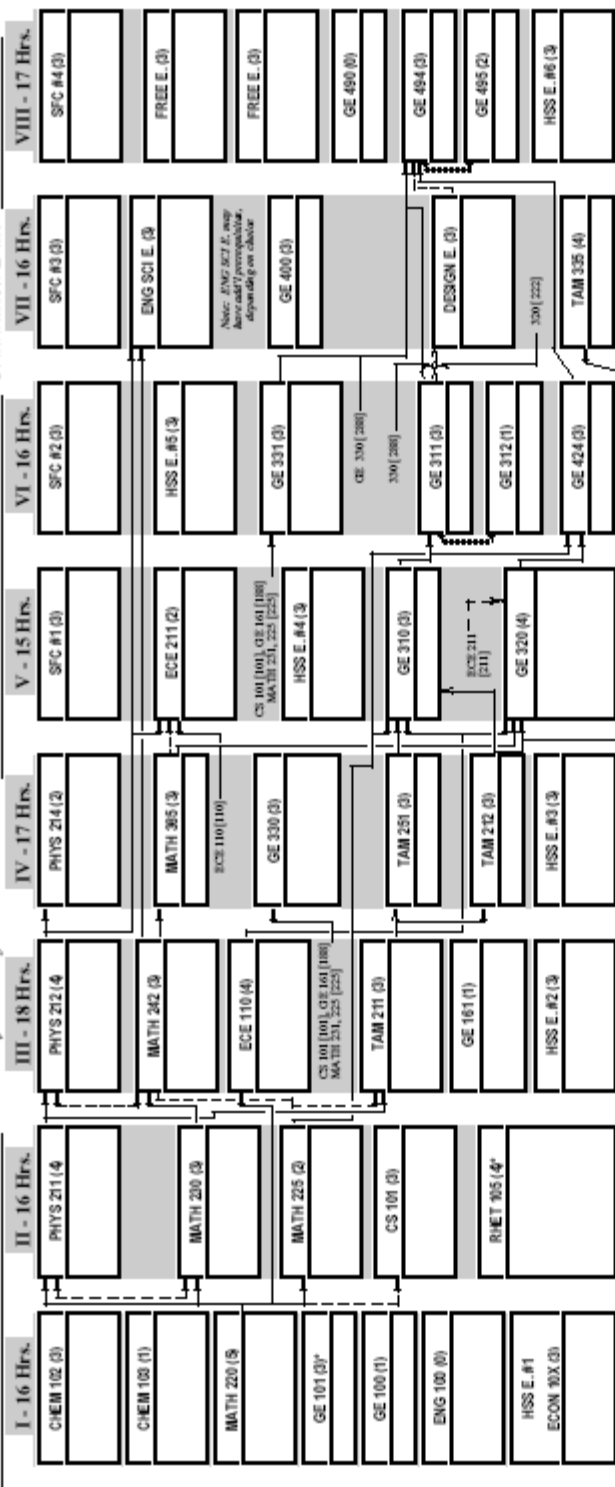 I - 16 Hrs.
CHEM 102 (3)
CHEM 103 (1)
MATH 220 (5)
GE 101 (3)*
GE 100 (1)
ENG 100 (0)
HSS E. #1
ECON 10X (3)
II - 16 Hrs.
PHYS 211 (4)
MATH 230 (3)
MATH 225 (2)
CS 101 (3)
RHET 105 (4)*
III - 18 Hrs.
PHYS 212 (4)
MATH 242 (3)
ECE 110 (4)
CS 101 [101], GE 161 [188]
MATH 231, 225 [225]
TAM 211 (3)
GE 161 (1)
HSS E. #2 (3)
IV - 17 Hrs.
PHYS 214 (2)
MATH 385 (3)
ECE 110 [110]
GE 330 (3)
TAM 251 (3)
TAM 212 (3)
HSS E. #3 (3)
V - 15 Hrs.
SFC #1 (3)
ECE 211 (2)
CS 101 [101], GE 161 [188]
MATH 231, 225 [225]
HSS E. #4 (3)
GE 310 (3)
ECE 211
[211]
GE 320 (4)
VI - 16 Hrs.
SFC #2 (3)
HSS E. #5 (3)
GE 331 (3)
GE 330 [288]
330 [288]
GE 311 (3)
GE 312 (1)
GE 424 (3)
VII - 16 Hrs.
SFC #3 (3)
ENG SCI E. (3)
Note: ENG SCI E. may
have add'l prerequisites,
depending on choice
GE 400 (3)
DESIGN E. (3)
320 [222]
TAM 335 (4)
VIII - 17 Hrs.
SFC #4 (3)
FREE E. (3)
FREE E. (3)
GE 490 (0)
GE 494 (3)
GE 495 (2)
HSS E. #6 (3)